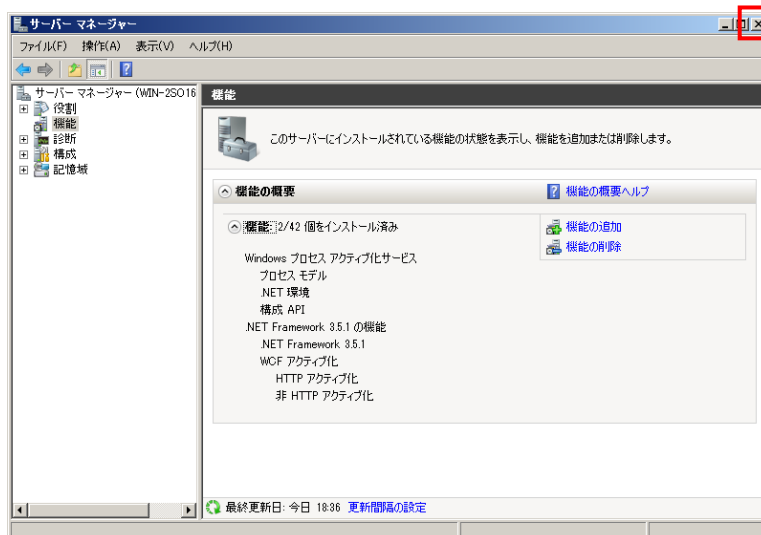 サーバー マネージャー
ファイル(F) 操作(A) 表示(V) ヘルプ(H)
サーバー マネージャー (WIN-2SO16
役割
機能
診断
構成
記憶域
機能
このサーバーにインストールされている機能の状態を表示し、機能を追加または削除します。
機能の概要
機能の概要ヘルプ
機能: 2/42 個をインストール済み
機能の追加
機能の削除
Windows プロセス アクティブ化サービス
プロセス モデル
.NET 環境
構成 API
.NET Framework 3.5.1 の機能
.NET Framework 3.5.1
WCF アクティブ化
HTTP アクティブ化
非 HTTP アクティブ化
最終更新日: 今日 18:36 更新間隔の設定